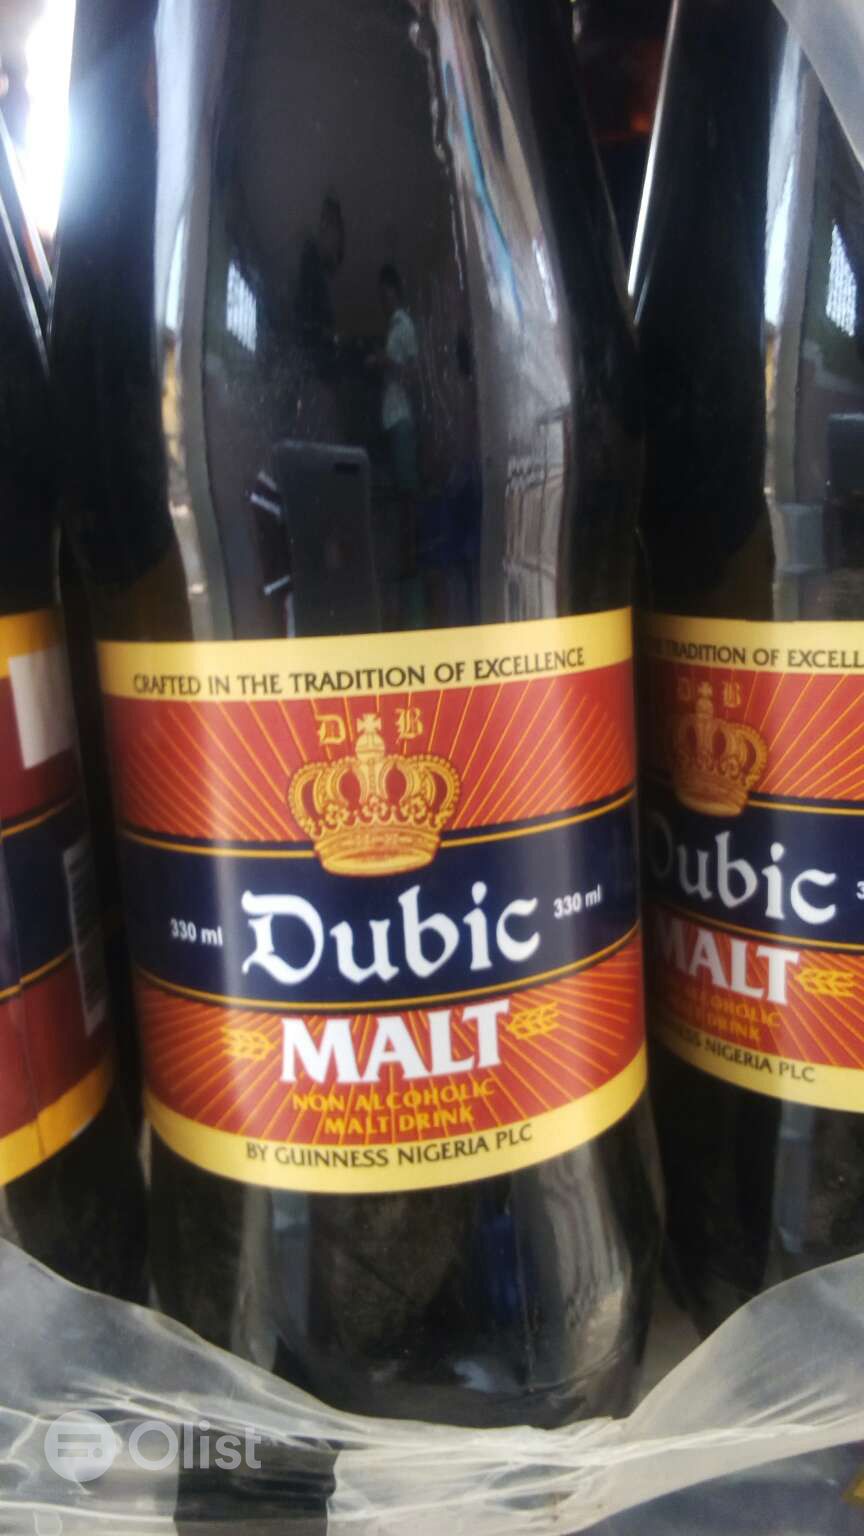 CRAFTED IN THE TRADITION OF EXCELLENCE
D B
330 ml Dubic 330 ml
MALT
NON ALCOHOLIC
MALT DRINK
BY GUINNESS NIGERIA PLC
TRADITION OF EXCELL
D B
Dubic
MALT
DRINK
NIGERIA PLC
Olist